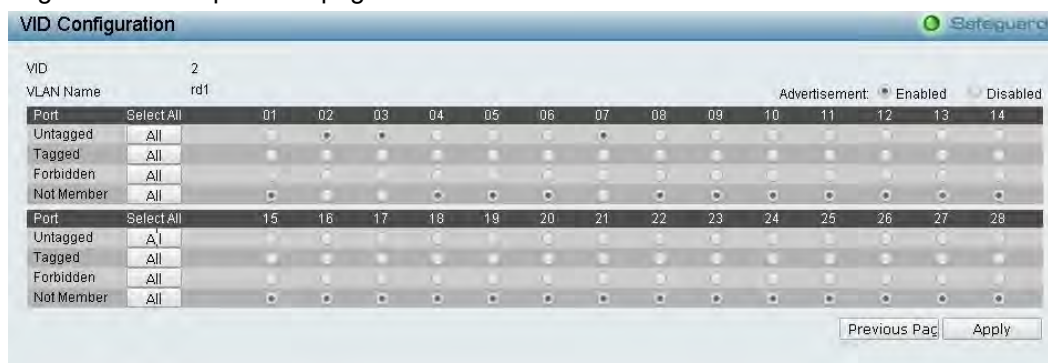 VID Configuration Safeguard
VID 2
VLAN Name rd1 Advertisement: Enabled Disabled
Port Select All 01 02 03 04 05 06 07 08 09 10 11 12 13 14
Untagged All
Tagged All
Forbidden All
Not Member All
Port Select All 15 16 17 18 19 20 21 22 23 24 25 26 27 28
Untagged All
Tagged All
Forbidden All
Not Member All
Previous Pag Apply